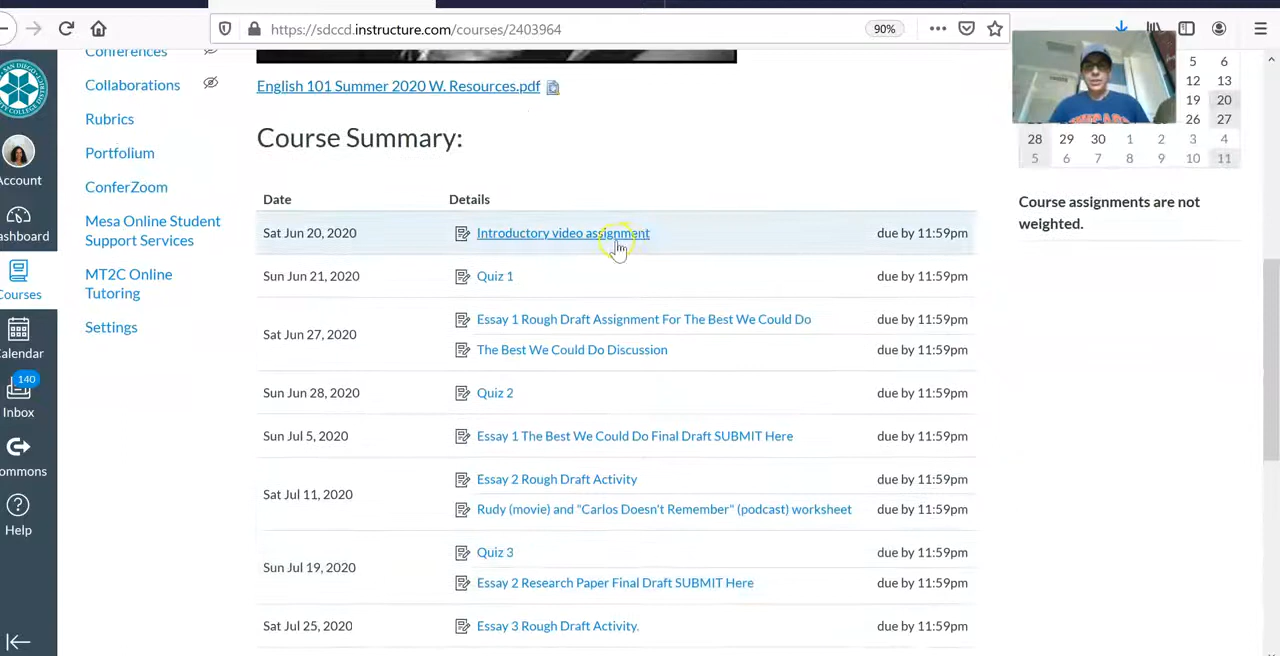 https://sdccd.instructure.com/courses/2403964
90%
Conferences
Collaborations
Rubrics
Portfolium
ConferZoom
Mesa Online Student
Support Services
MT2C Online
Tutoring
Settings
Account
ashboard
Courses
alendar
140
Inbox
ommons
Help
English 101 Summer 2020 W. Resources.pdf
Course Summary:
Date Details
Sat Jun 20, 2020 Introductory video assignment due by 11:59pm
Sun Jun 21, 2020 Quiz 1 due by 11:59pm
Sat Jun 27, 2020 Essay 1 Rough Draft Assignment For The Best We Could Do due by 11:59pm
The Best We Could Do Discussion due by 11:59pm
Sun Jun 28, 2020 Quiz 2 due by 11:59pm
Sun Jul 5, 2020 Essay 1 The Best We Could Do Final Draft SUBMIT Here due by 11:59pm
Sat Jul 11, 2020 Essay 2 Rough Draft Activity due by 11:59pm
Rudy (movie) and "Carlos Doesn't Remember" (podcast) worksheet due by 11:59pm
Sun Jul 19, 2020 Quiz 3 due by 11:59pm
Essay 2 Research Paper Final Draft SUBMIT Here due by 11:59pm
Sat Jul 25, 2020 Essay 3 Rough Draft Activity. due by 11:59pm
5 6
12 13
19 20
26 27
28 29 30 1 2 3 4
5 6 7 8 9 10 11
Course assignments are not
weighted.